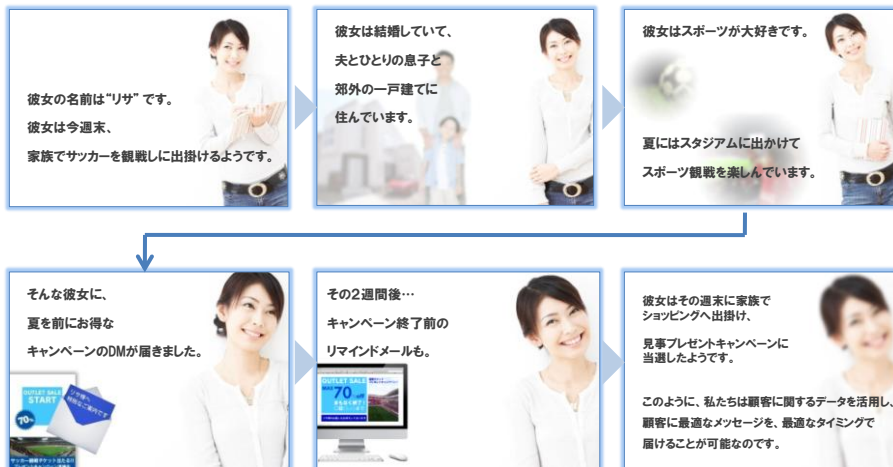 彼女の名前は“リサ” です。
彼女は今週末、
家族でサッカーを観戦しに出掛けるようです。
彼女は結婚していて、
夫とひとりの息子と
郊外の一戸建てに
住んでいます。
彼女はスポーツが大好きです。
夏にはスタジアムに出かけて
スポーツ観戦を楽しんでいます。
そんな彼女に、
夏を前にお得な
キャンペーンのDMが届きました。
OUTLET SALE
START
70%
リサ様へ
特別なご案内です
その2週間後…
キャンペーン終了前の
リマインドメールも。
OUTLET SALE
70
彼女はその週末に家族で
ショッピングへ出掛け、
見事プレゼントキャンペーンに
当選したようです。
このように、私たちは顧客に関するデータを活用し、
顧客に最適なメッセージを、最適なタイミングで
届けることが可能なのです。